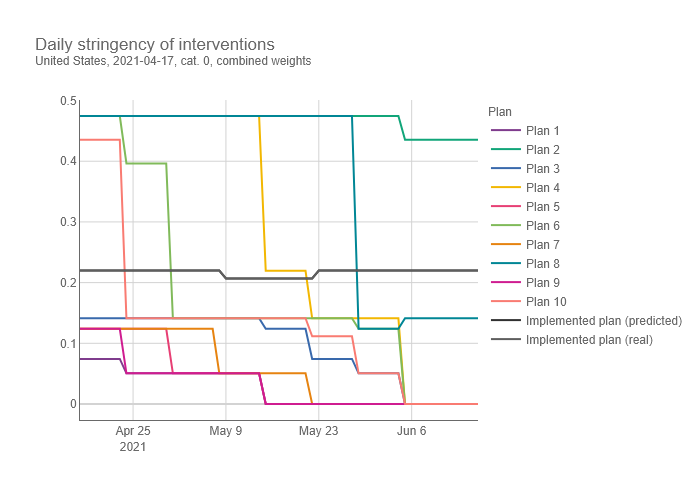 Daily stringency of interventions
United States, 2021-04-17, cat. 0, combined weights
0.5
0.4
0.3
0.2
0.1
0
Apr 25
2021
May 9
May 23
Jun 6
Plan
Plan 1
Plan 2
Plan 3
Plan 4
Plan 5
Plan 6
Plan 7
Plan 8
Plan 9
Plan 10
Implemented plan (predicted)
Implemented plan (real)